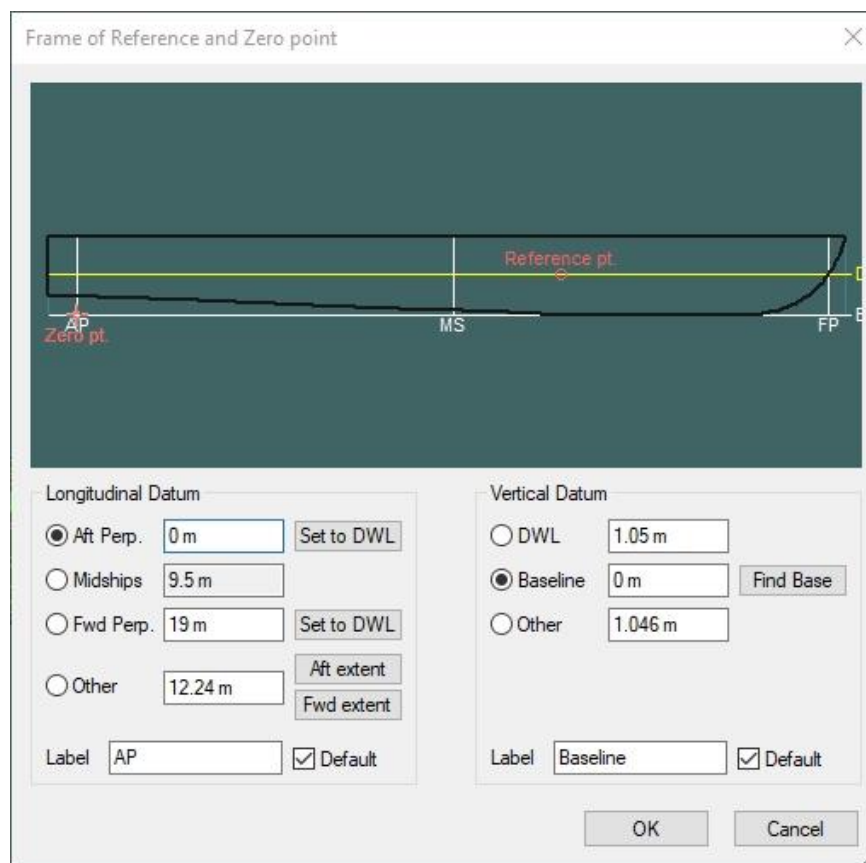 Frame of Reference and Zero point
Reference pt.
D
B
AP
MS
FP
Zero pt.
Longitudinal Datum
Aft Perp.
0 m
Set to DWL
Midships
9.5 m
Fwd Perp.
19 m
Set to DWL
Other
12.24 m
Aft extent
Fwd extent
Label
AP
Default
Vertical Datum
DWL
1.05 m
Baseline
0 m
Find Base
Other
1.046 m
Label
Baseline
Default
OK
Cancel